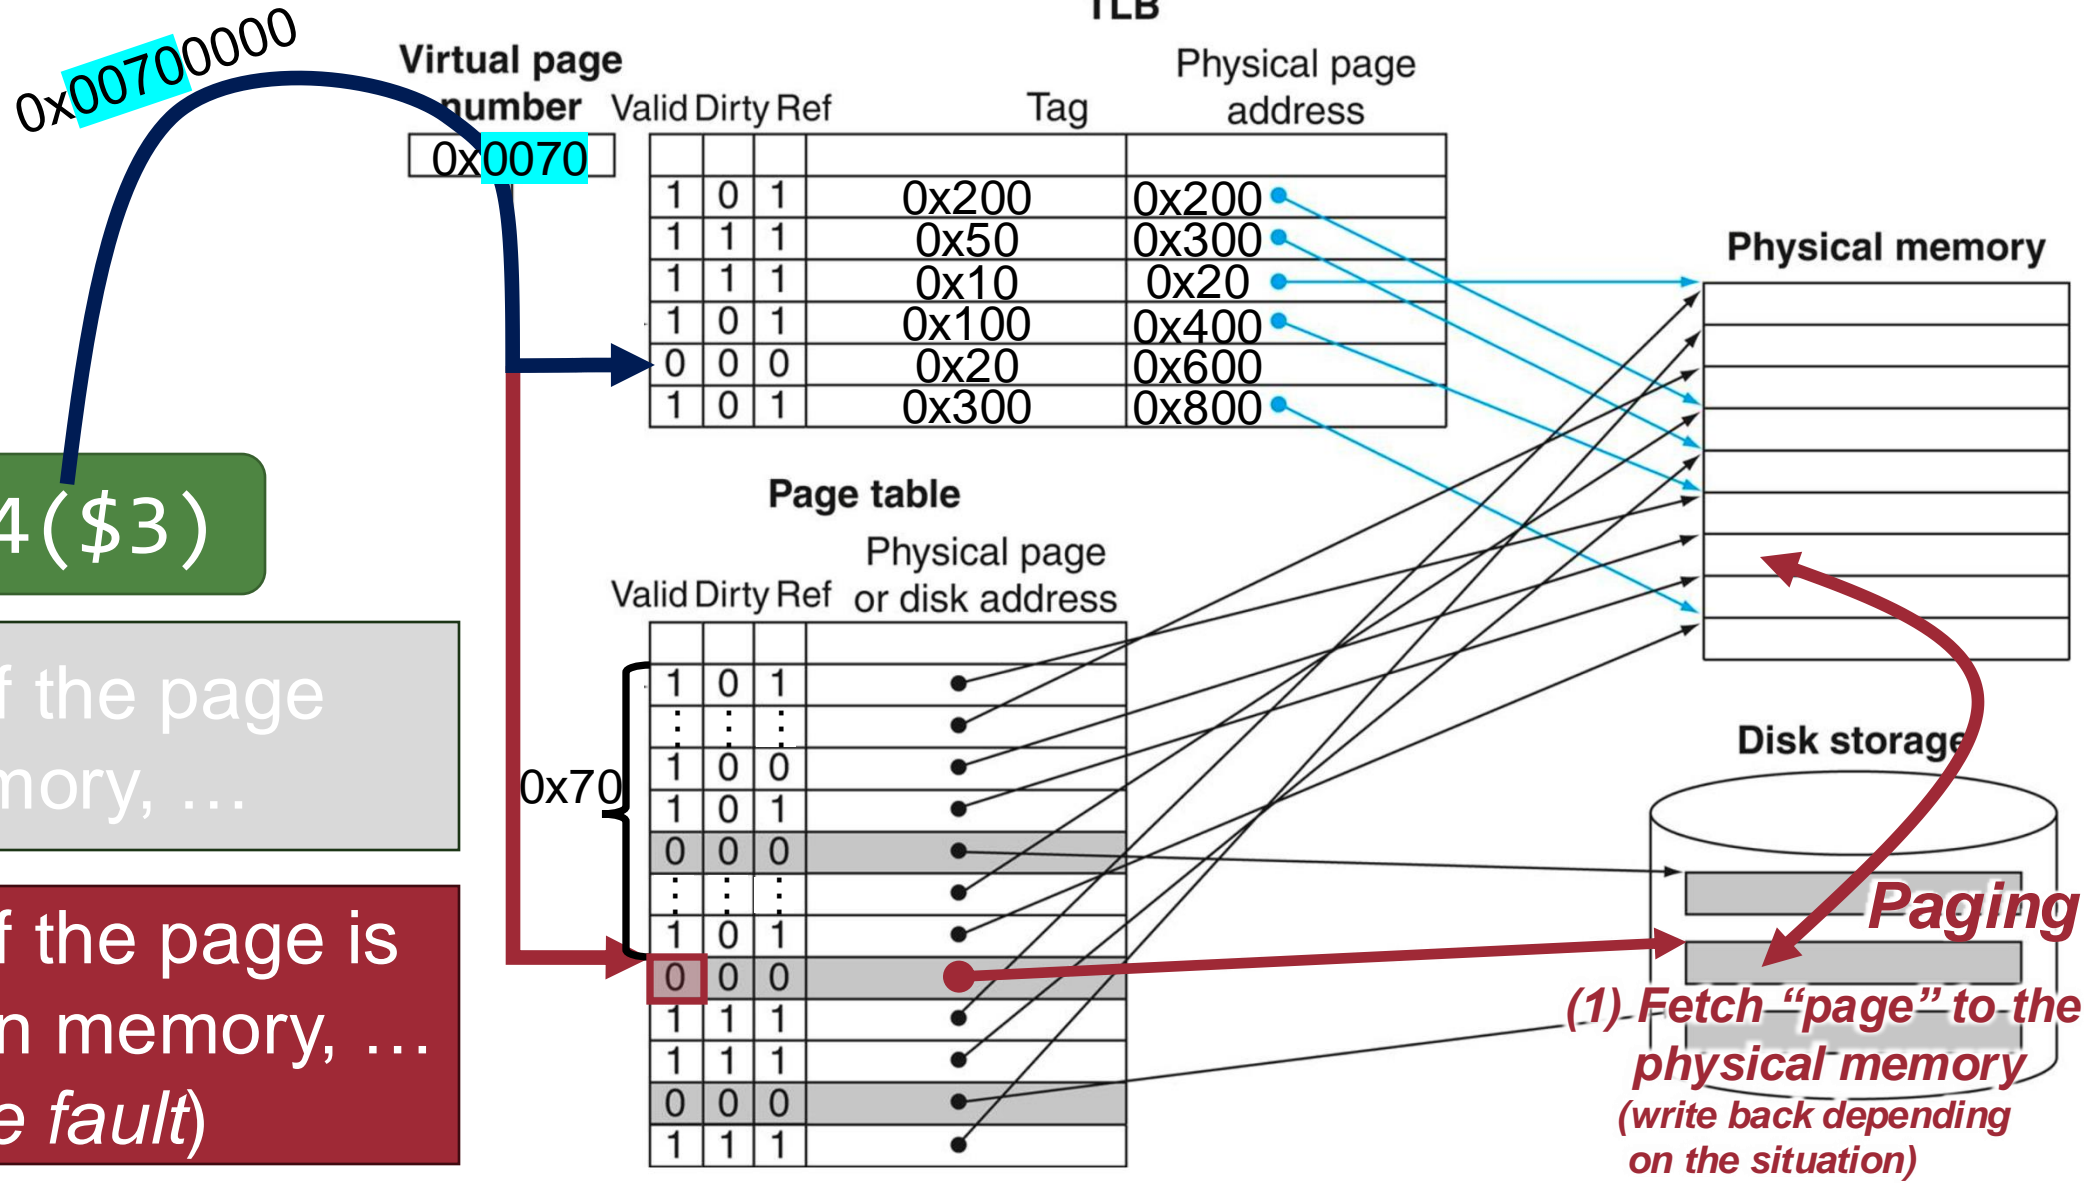 TLB
0x00700000
Virtual page
number
0x0070
Physical page
address
Valid Dirty Ref Tag
1 0 1 0x200 0x200
1 1 1 0x50 0x300
1 1 1 0x10 0x20
1 0 1 0x100 0x400
0 0 0 0x20 0x600
1 0 1 0x300 0x800
Physical memory
4($3)
Page table
Physical page
or disk address
Valid Dirty Ref
1 0 1
⋮ ⋮ ⋮
1 0 0
1 0 1
0 0 0
⋮ ⋮ ⋮
1 0 1
0 0 0
1 1 1
1 1 1
0 0 0
1 1 1
0x70
f the page
mory, …
f the page is
n memory, …
e fault)
Disk storage
Paging
(1) Fetch “page” to the
physical memory
(write back depending
on the situation)